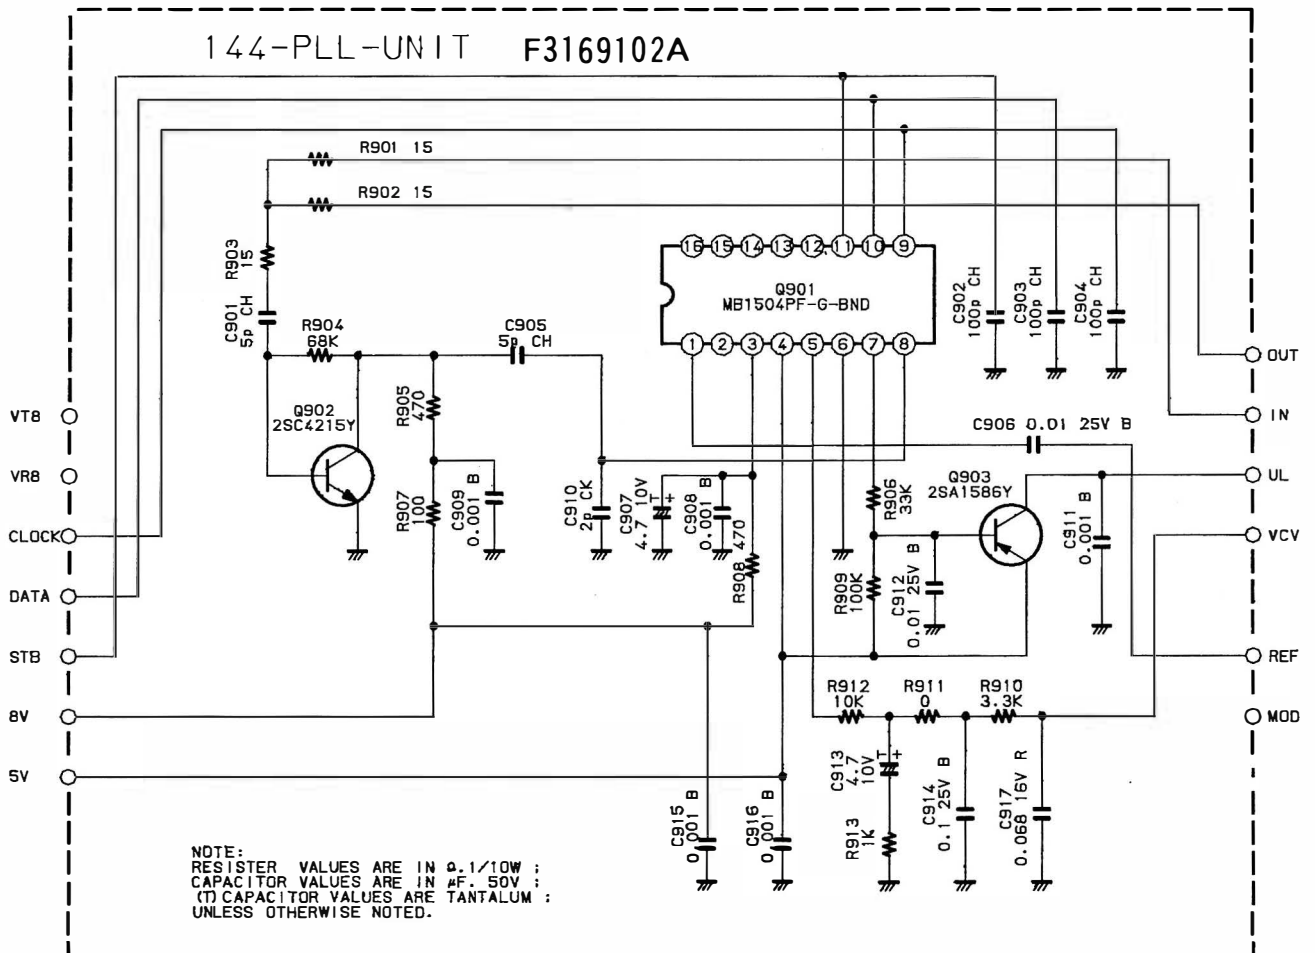 144-PLL-UNIT F3169102A
R901 15
R902 15
R903
15
C901
5p CH
R904
68K
C905
5p CH
Q902
2SC4215Y
R905
470
R907
100
C909
0.001 B
C910
2p CK
C907
4.7 10V
T +
C908
0.001 B
R908 470
16 15 14 13 12 11 10 9
Q901
MB1504PF-G-BND
1 2 3 4 5 6 7 8
C902
100p CH
C903
100p CH
C904
100p CH
C906 0.01 25V B
R906
33K
Q903
2SA1586Y
C911
0.001 B
R909
100K
C912
0.01 25V B
R912
10K
R911
0
R910
3.3K
C913
4.7
10V
T +
R913
1K
C914
0.1 25V B
C917
0.068 16V R
C915
0.001 B
C916
0.001 B
VT8
VR8
CLOCK
DATA
STB
8V
5V
OUT
IN
UL
VCV
REF
MOD
NOTE:
RESISTER VALUES ARE IN Ω.1/10W ;
CAPACITOR VALUES ARE IN µF. 50V ;
(T) CAPACITOR VALUES ARE TANTALUM ;
UNLESS OTHERWISE NOTED.